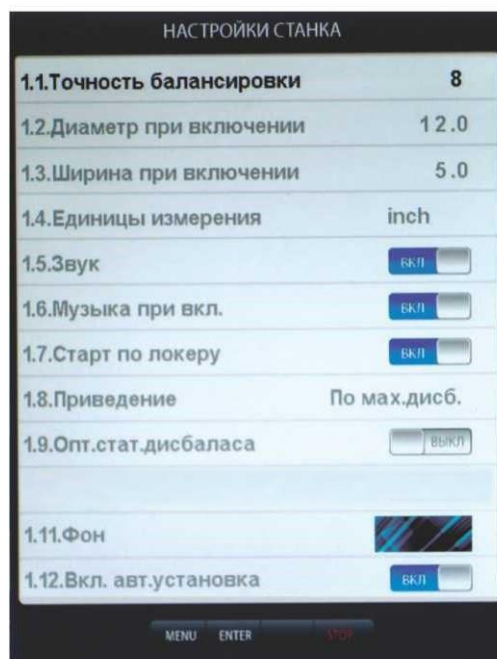 НАСТРОЙКИ СТАНКА
1.1.Точность балансировки 8
1.2.Диаметр при включении 12.0
1.3.Ширина при включении 5.0
1.4.Единицы измерения inch
1.5.Звук ВКЛ
1.6.Музыка при вкл. ВКЛ
1.7.Старт по локеру ВКЛ
1.8.Приведение По мах.дисб.
1.9.Опт.стат.дисбаласа ВЫКЛ
1.11.Фон
1.12.Вкл. авт.установка ВКЛ
MENU ENTER STOP